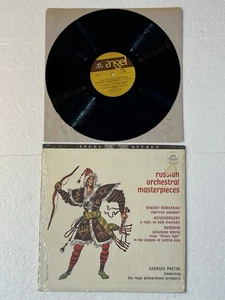 angel
ANGEL STEREO
russian
orchestral
masterpieces
RIMSKY KORSAKOV
capriccio espagnol
MOUSSORGSKY
a night on bald mountain
BORODIN
polovtsian dances
from "Prince Igor"
in the steppes of central asia
GEORGES PRETRE
conducting
the royal philharmonic orchestra